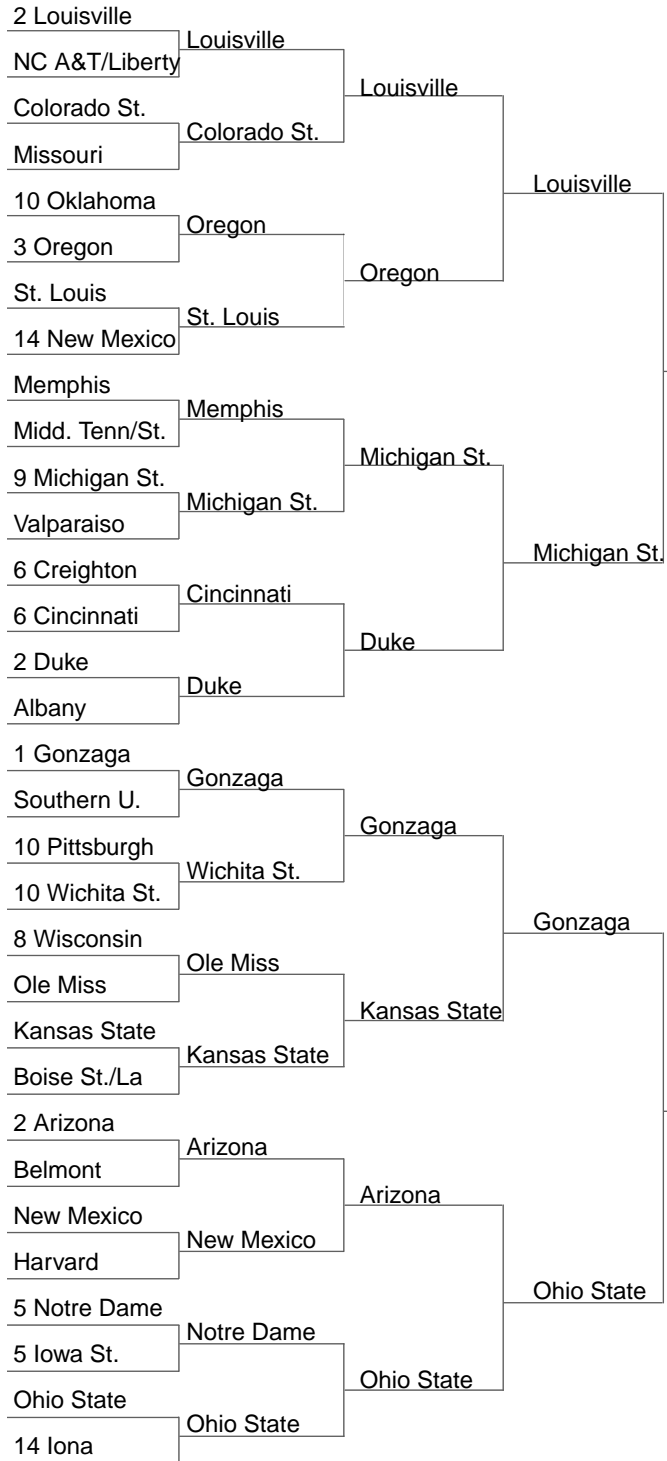 2 Louisville
NC A&T/Liberty
Colorado St.
Missouri
10 Oklahoma
3 Oregon
St. Louis
14 New Mexico
Memphis
Midd. Tenn/St.
9 Michigan St.
Valparaiso
6 Creighton
6 Cincinnati
2 Duke
Albany
1 Gonzaga
Southern U.
10 Pittsburgh
10 Wichita St.
8 Wisconsin
Ole Miss
Kansas State
Boise St./La
2 Arizona
Belmont
New Mexico
Harvard
5 Notre Dame
5 Iowa St.
Ohio State
14 Iona
Louisville
Colorado St.
Oregon
St. Louis
Memphis
Michigan St.
Cincinnati
Duke
Gonzaga
Wichita St.
Ole Miss
Kansas State
Arizona
New Mexico
Notre Dame
Ohio State
Louisville
Oregon
Michigan St.
Duke
Gonzaga
Kansas State
Arizona
Ohio State
Louisville
Michigan St.
Gonzaga
Ohio State